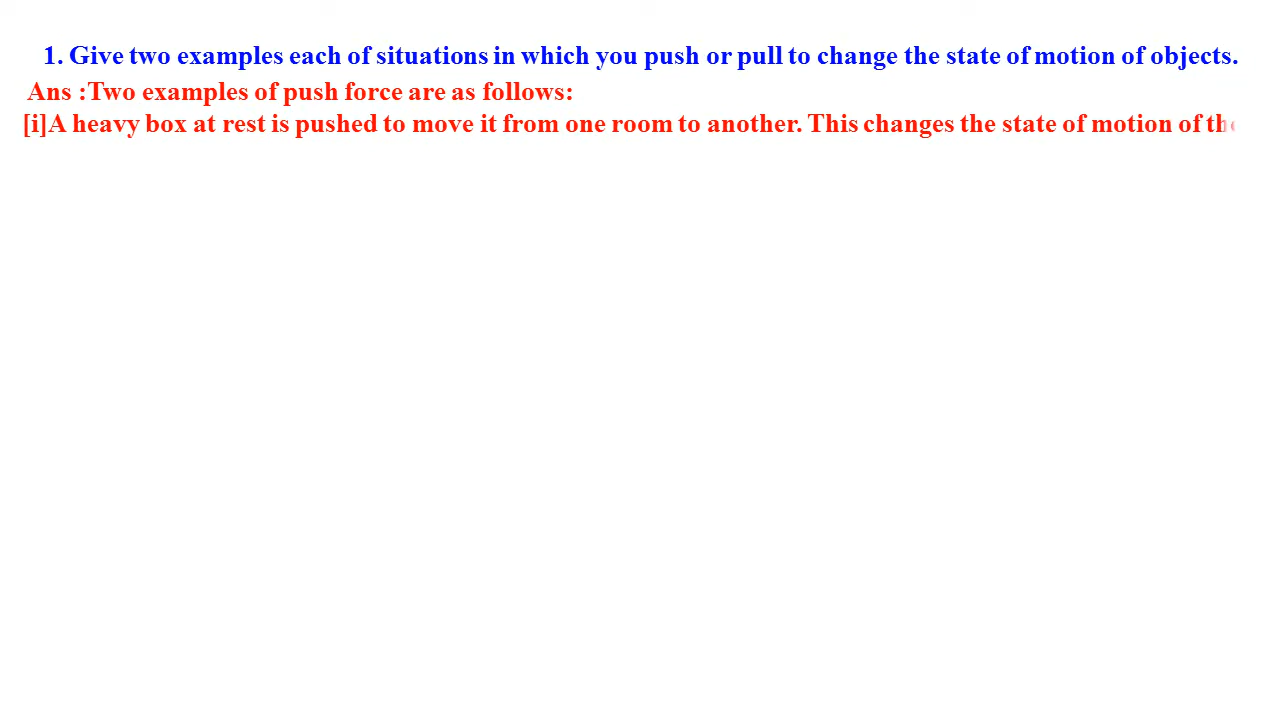 1. Give two examples each of situations in which you push or pull to change the state of motion of objects.
Ans :Two examples of push force are as follows:
[i]A heavy box at rest is pushed to move it from one room to another. This changes the state of motion of